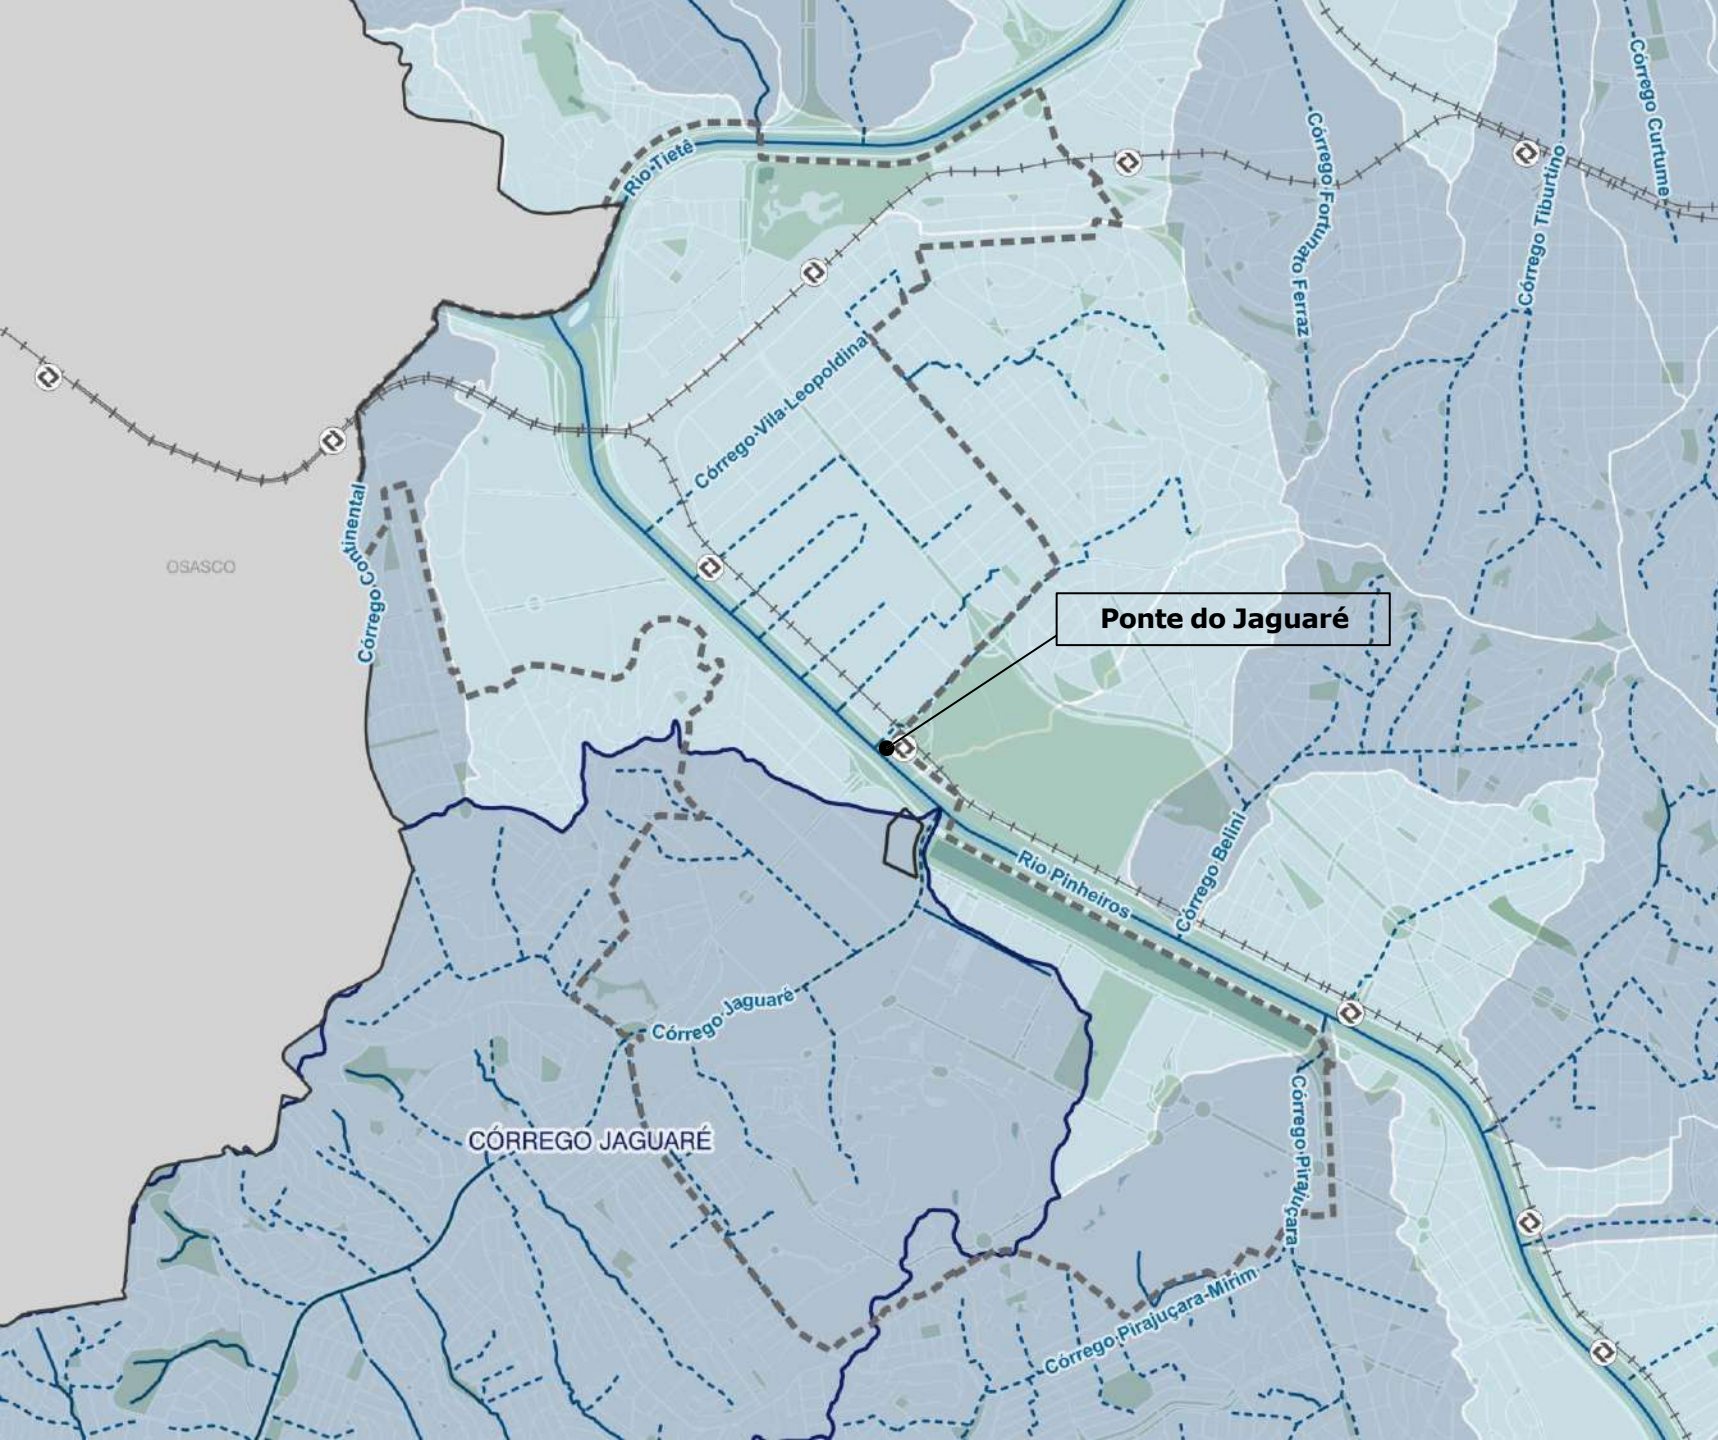 Córrego Curtume
Córrego Fortunato Ferraz
Córrego Tiburtino
Rio Tietê
Córrego Vila Leopoldina
Córrego Continental
OSASCO
Ponte do Jaguaré
Córrego Belini
Rio Pinheiros
Córrego Jaguaré
CÓRREGO JAGUARÉ
Córrego Pirajuçara
Córrego Pirajuçara-Mirim